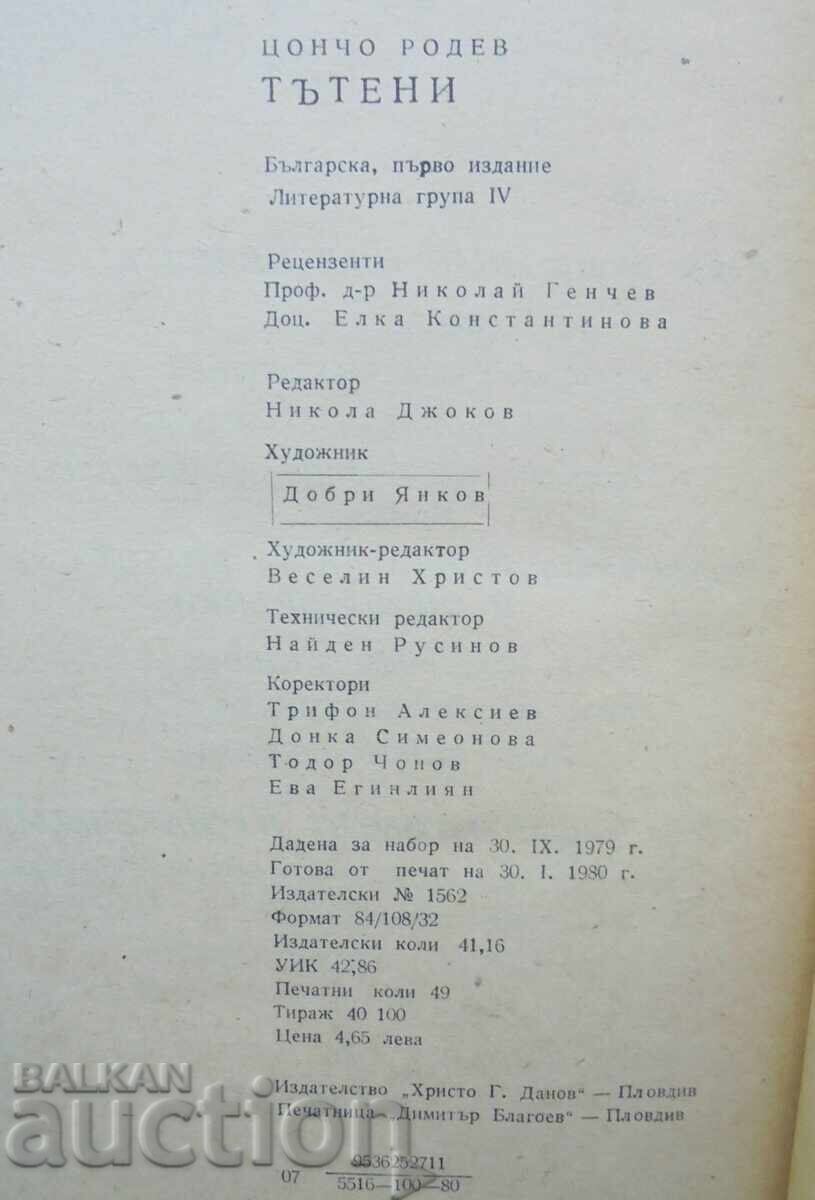 ЦОНЧО РОДЕВ
ТЪТЕНИ
Българска, първо издание
Литературна група IV
Рецензенти
Проф. д-р Николай Генчев
Доц. Елка Константинова
Редактор
Никола Джоков
Художник
Добри Янков
Художник-редактор
Веселин Христов
Технически редактор
Найден Русинов
Коректори
Трифон Алексиев
Донка Симеонова
Тодор Чонов
Ева Егинлиян
Дадена за набор на 30. IX. 1979 г.
Готова от печат на 30. I. 1980 г.
Издателски № 1562
Формат 84/108/32
Издателски коли 41,16
УИК 42,86
Печатни коли 49
Тираж 40 100
Цена 4,65 лева
Издателство „Христо Г. Данов“ — Пловдив
Печатница „Димитър Благоев“ — Пловдив
BALKAN
auction
07 9536252711
5516—100—80